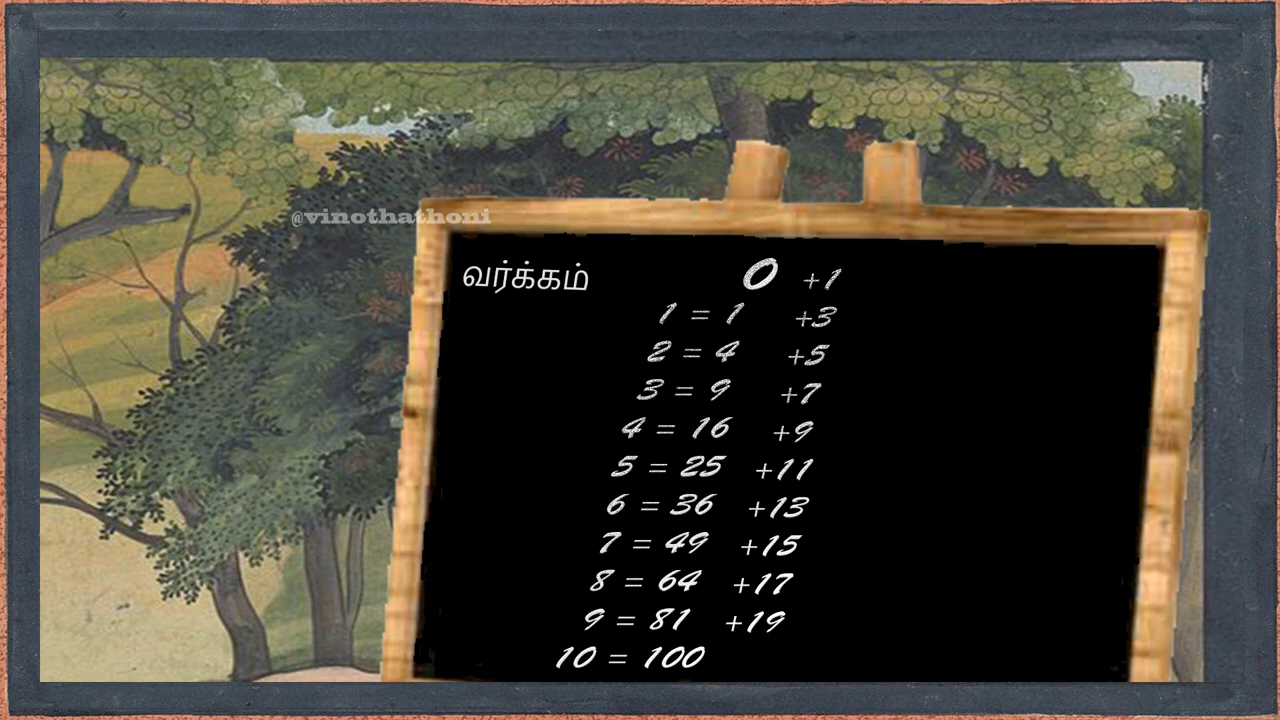 @vinothathoni
வர்க்கம் 0 +1
1 = 1 +3
2 = 4 +5
3 = 9 +7
4 = 16 +9
5 = 25 +11
6 = 36 +13
7 = 49 +15
8 = 64 +17
9 = 81 +19
10 = 100